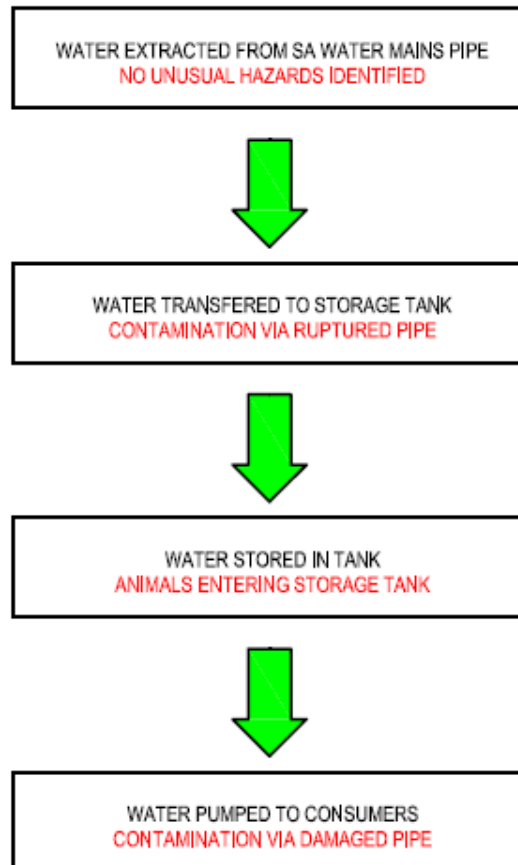 WATER EXTRACTED FROM SA WATER MAINS PIPE
NO UNUSUAL HAZARDS IDENTIFIED
WATER TRANSFERED TO STORAGE TANK
CONTAMINATION VIA RUPTURED PIPE
WATER STORED IN TANK
ANIMALS ENTERING STORAGE TANK
WATER PUMPED TO CONSUMERS
CONTAMINATION VIA DAMAGED PIPE